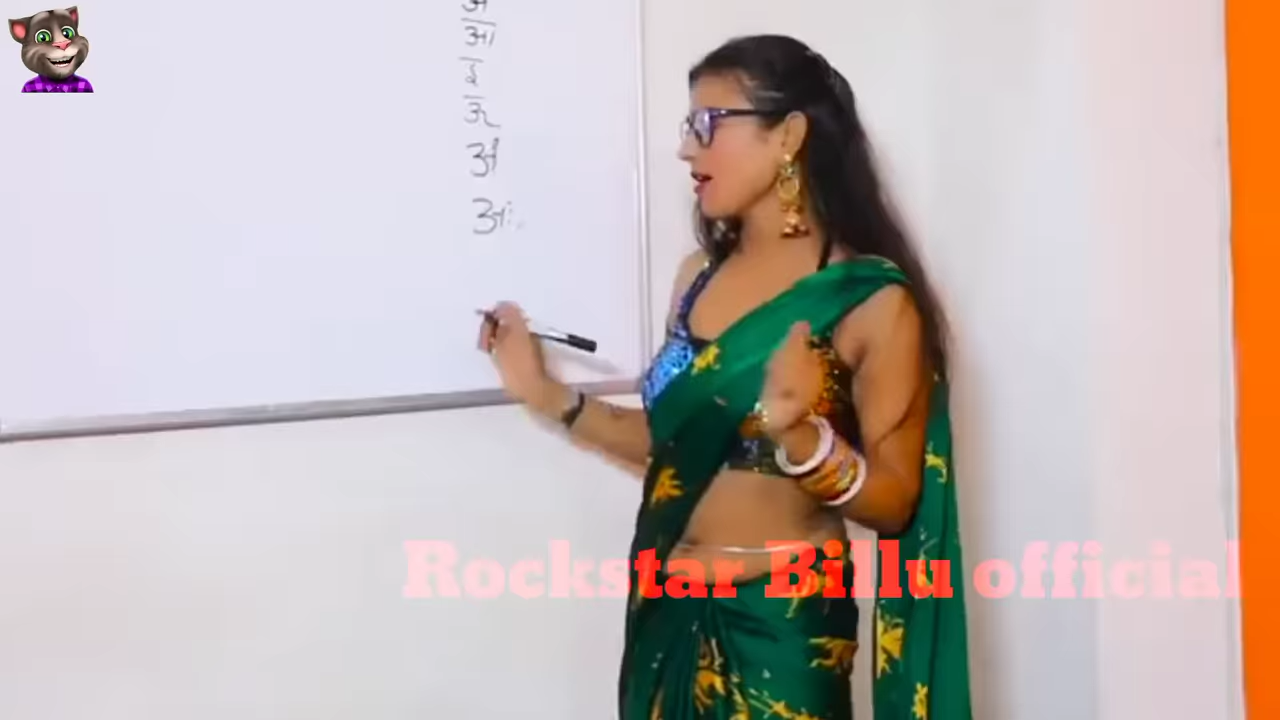 अ
आ
ऊ
अं
अः
Rockstar Billu official